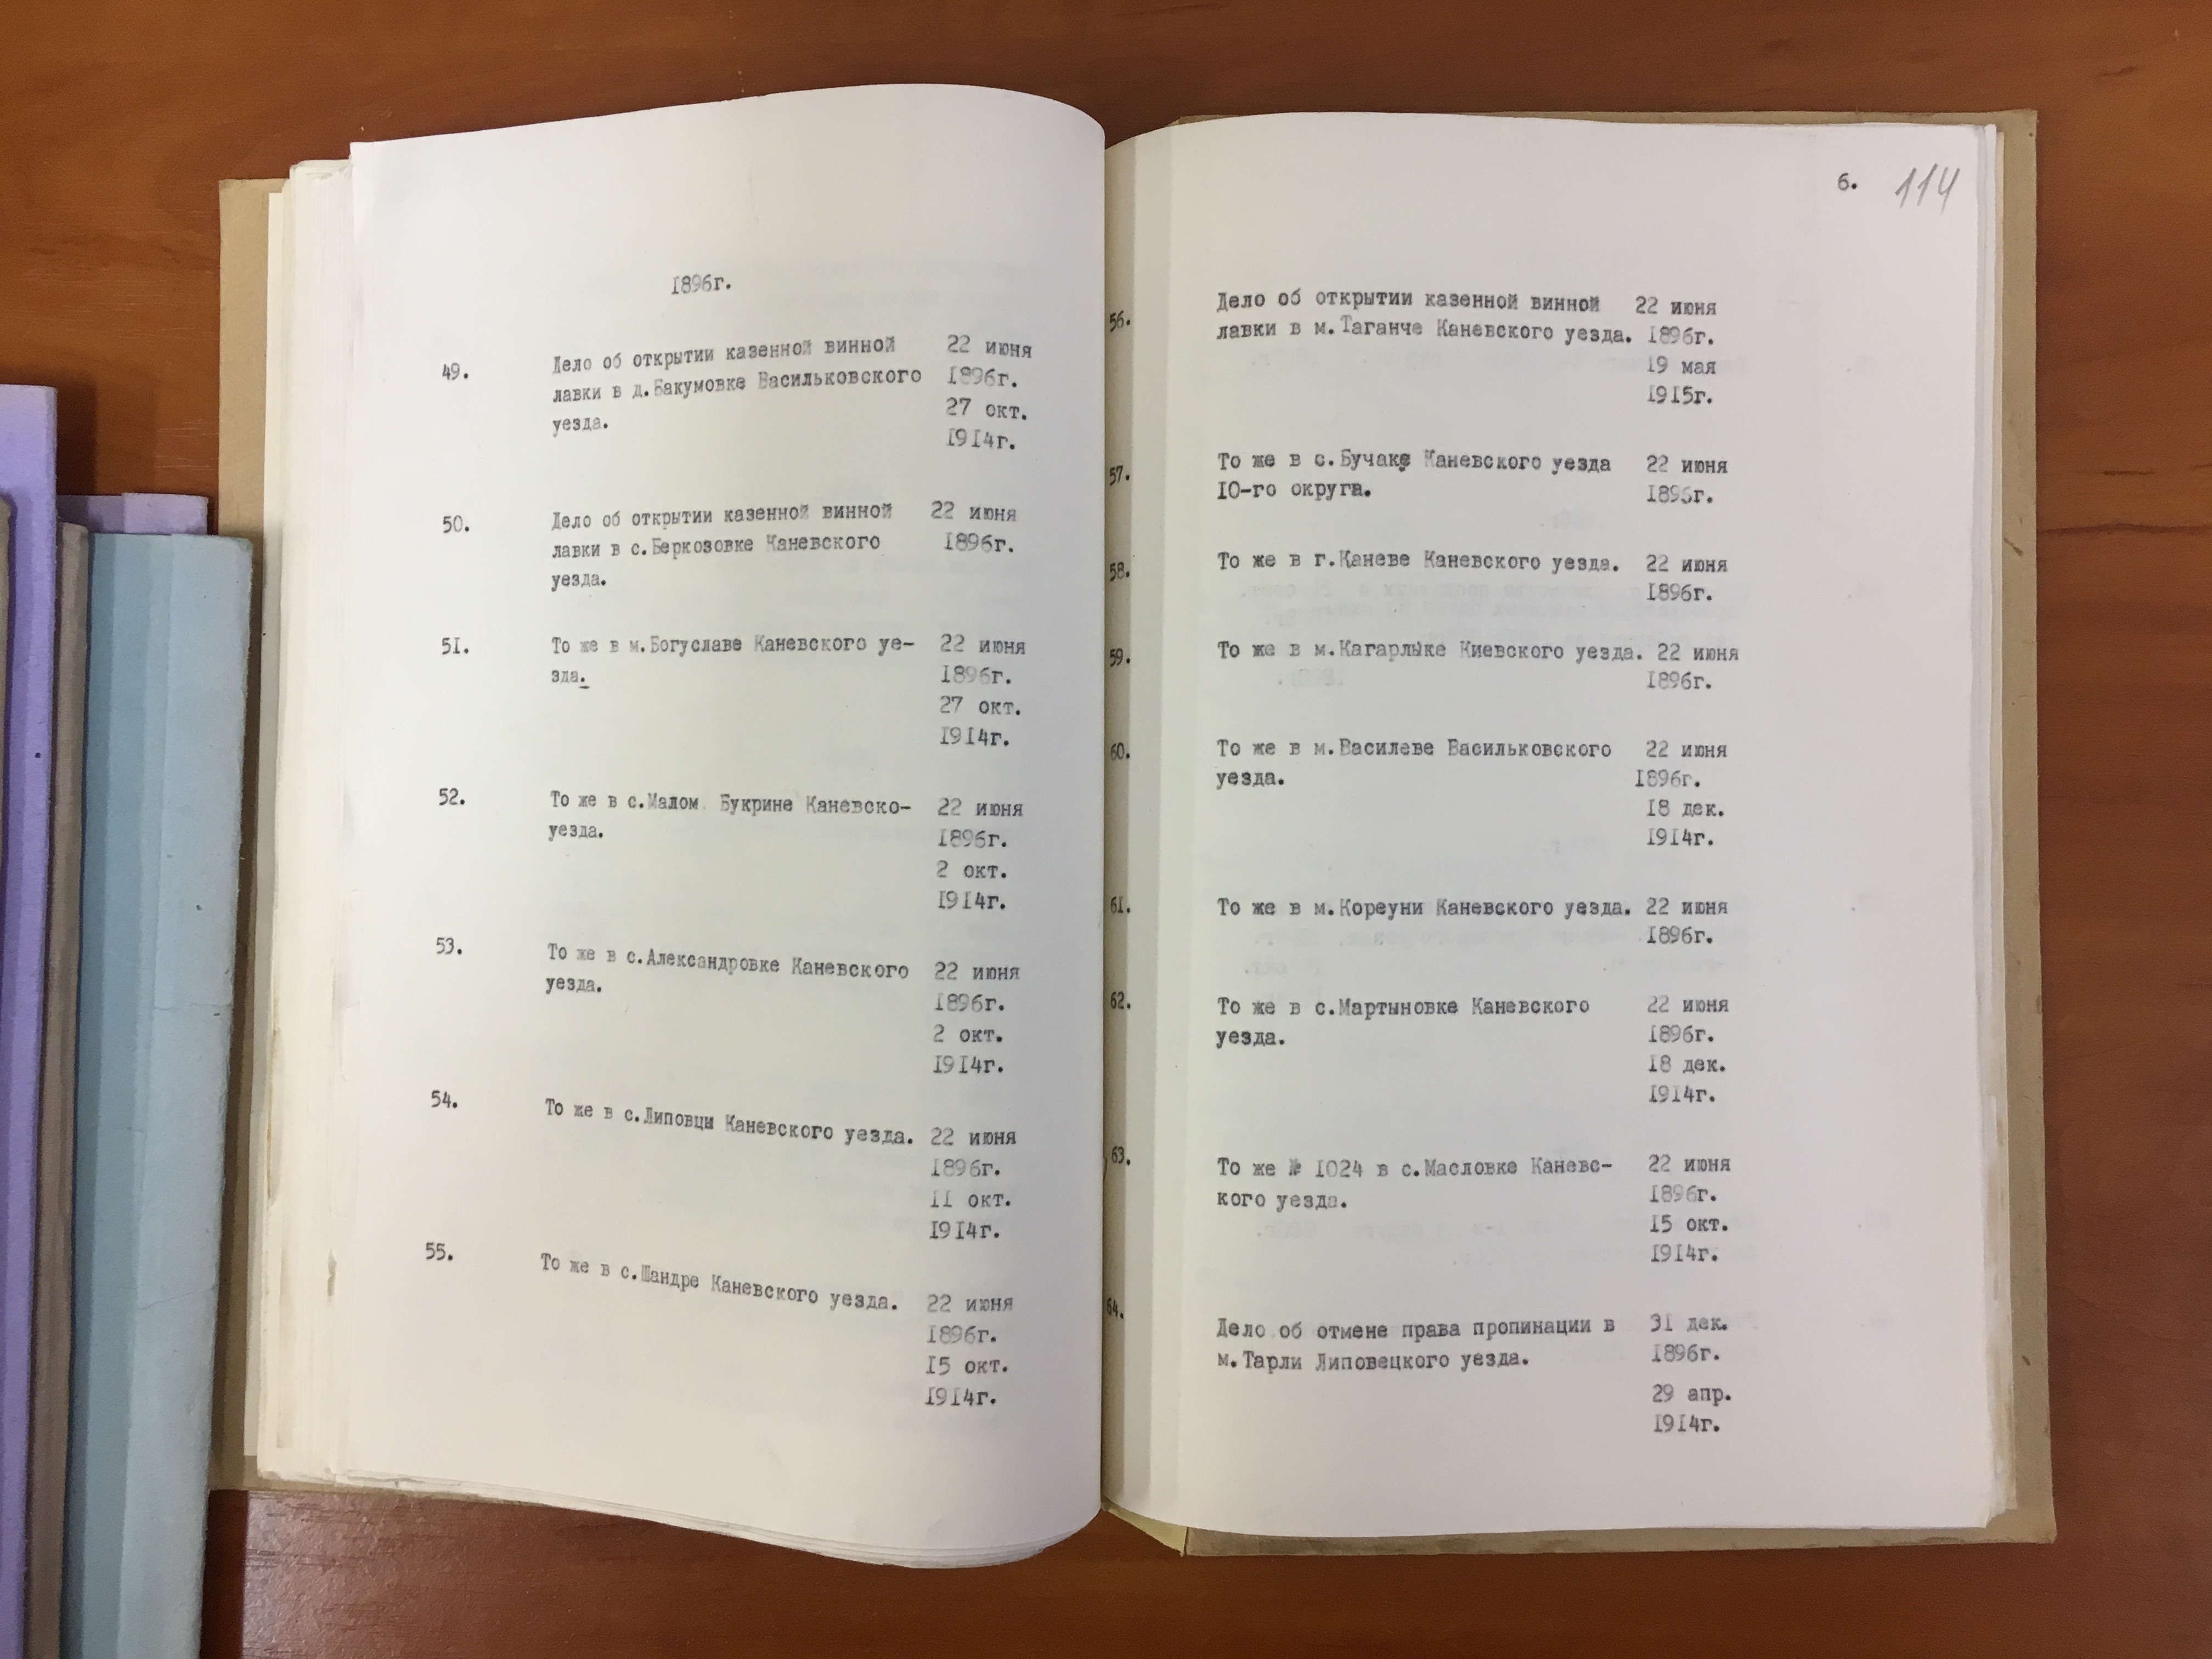 1896г.
49.
Дело об открытии казенной винной
лавки в д.Бакумовке Васильковского
уезда.
22 июня
1896г.
27 окт.
1914г.
50.
Дело об открытии казенной винной
лавки в с.Беркозовке Каневского
уезда.
22 июня
1896г.
51.
То же в м.Богуславе Каневского уе-
зда.
22 июня
1896г.
27 окт.
1914г.
52.
То же в с.Малом Букрине Каневско-
уезда.
22 июня
1896г.
2 окт.
1914г.
53.
То же в с.Александровке Каневского
уезда.
22 июня
1896г.
2 окт.
1914г.
54.
То же в с.Липовцы Каневского уезда.
22 июня
1896г.
11 окт.
1914г.
55.
То же в с.Шандре Каневского уезда.
22 июня
1896г.
15 окт.
1914г.
6. 114
56.
Дело об открытии казенной винной
лавки в м.Таганче Каневского уезда.
22 июня
1896г.
19 мая
1915г.
57.
То же в с.Бучаке Каневского уезда
10-го округа.
22 июня
1896г.
58.
То же в г.Каневе Каневского уезда.
22 июня
1896г.
59.
То же в м.Кагарлыке Киевского уезда.
22 июня
1896г.
60.
То же в м.Василеве Васильковского
уезда.
22 июня
1896г.
18 дек.
1914г.
61.
То же в м.Кореуни Каневского уезда.
22 июня
1896г.
62.
То же в с.Мартыновке Каневского
уезда.
22 июня
1896г.
18 дек.
1914г.
63.
То же № 1024 в с.Масловке Каневс-
кого уезда.
22 июня
1896г.
15 окт.
1914г.
64.
Дело об отмене права пропинации в
м.Тарли Липовецкого уезда.
31 дек.
1896г.
29 апр.
1914г.